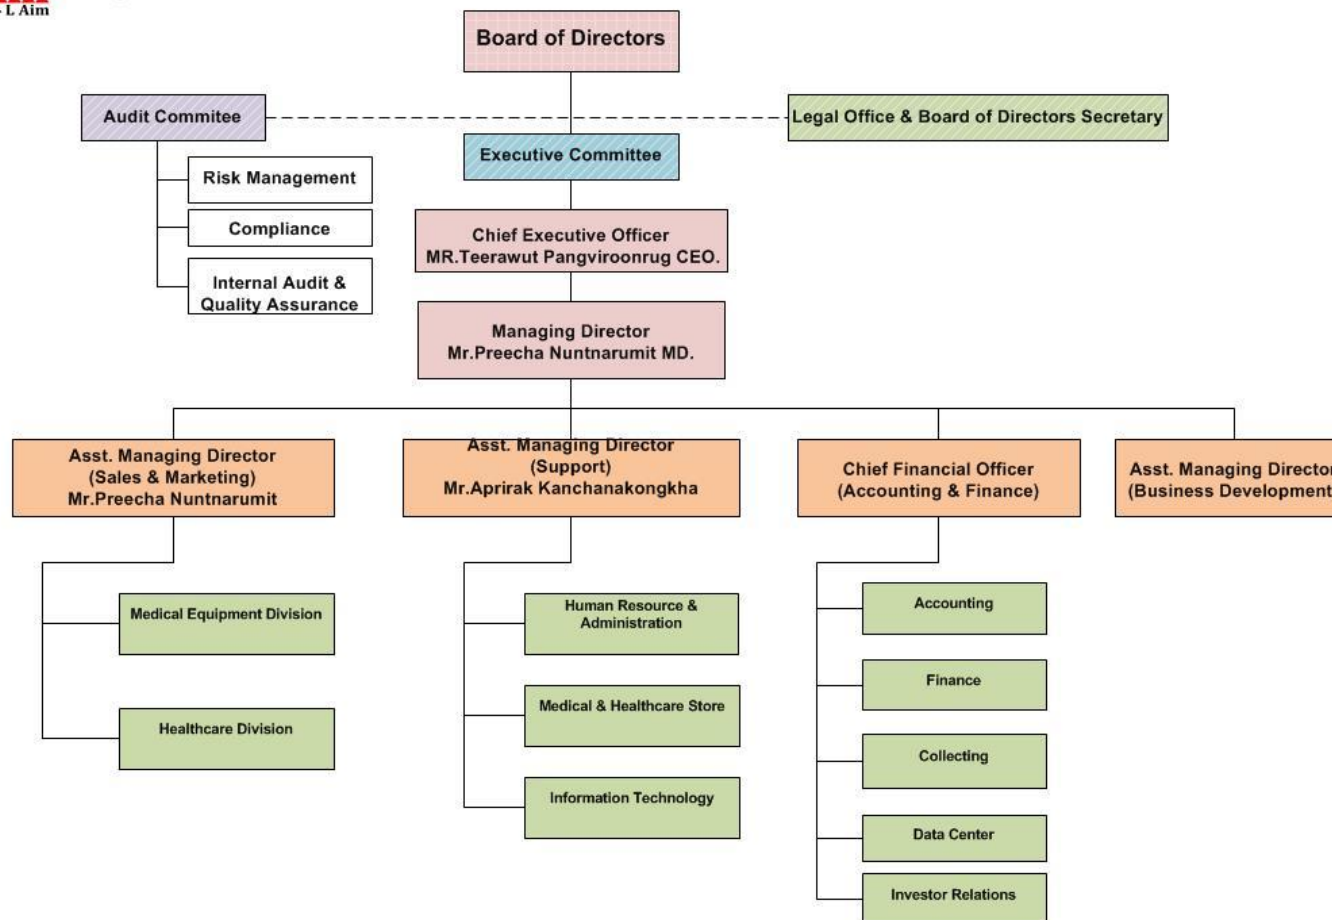 L Aim
Board of Directors
Audit Commitee
Legal Office & Board of Directors Secretary
Executive Committee
Risk Management
Compliance
Internal Audit &
Quality Assurance
Chief Executive Officer
MR.Teerawut Pangviroonrug CEO.
Managing Director
Mr.Preecha Nuntnarumit MD.
Asst. Managing Director
(Sales & Marketing)
Mr.Preecha Nuntnarumit
Asst. Managing Director
(Support)
Mr.Aprirak Kanchanakongkha
Chief Financial Officer
(Accounting & Finance)
Asst. Managing Director
(Business Development
Medical Equipment Division
Healthcare Division
Human Resource &
Administration
Medical & Healthcare Store
Information Technology
Accounting
Finance
Collecting
Data Center
Investor Relations